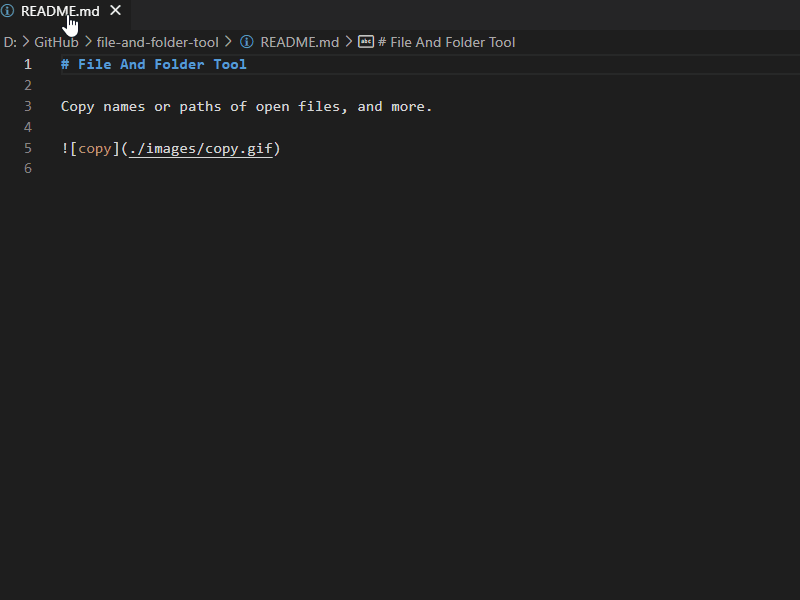 README.md
D: > GitHub > file-and-folder-tool > README.md > abc # File And Folder Tool
1 # File And Folder Tool
2
3 Copy names or paths of open files, and more.
4
5 ![copy](./images/copy.gif)
6